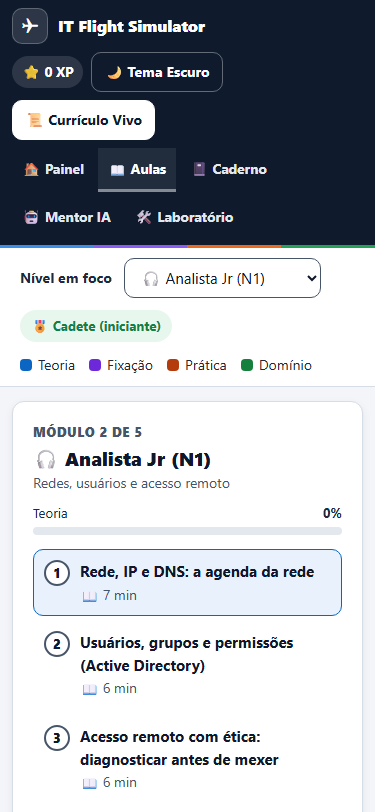 IT Flight Simulator
0 XP
Tema Escuro
Currículo Vivo
Painel
Aulas
Caderno
Mentor IA
Laboratório
Nível em foco
Analista Jr (N1)
Cadete (iniciante)
Teoria
Fixação
Prática
Domínio
MÓDULO 2 DE 5
Analista Jr (N1)
Redes, usuários e acesso remoto
Teoria
0%
1
Rede, IP e DNS: a agenda da rede
7 min
2
Usuários, grupos e permissões
(Active Directory)
6 min
3
Acesso remoto com ética:
diagnosticar antes de mexer
6 min